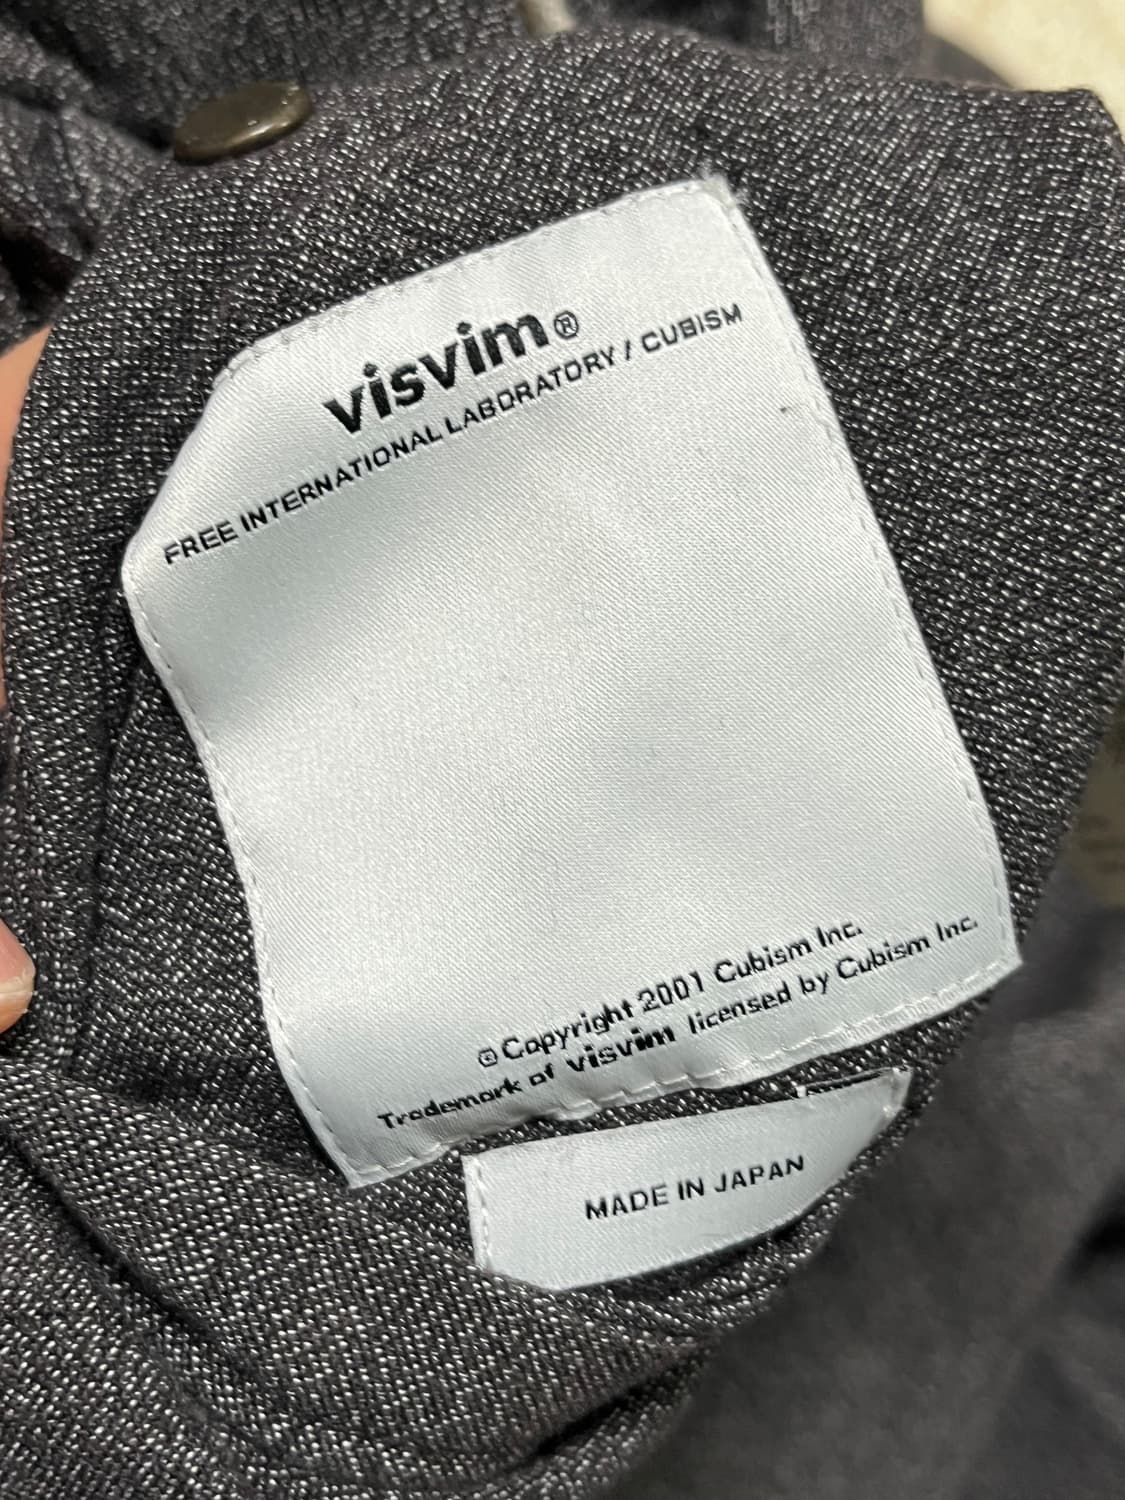 visvim®
FREE INTERNATIONAL LABORATORY / CUBISM
©Copyright 2001 Cubism Inc.
Trademark of visvim licensed by Cubism Inc.
MADE IN JAPAN